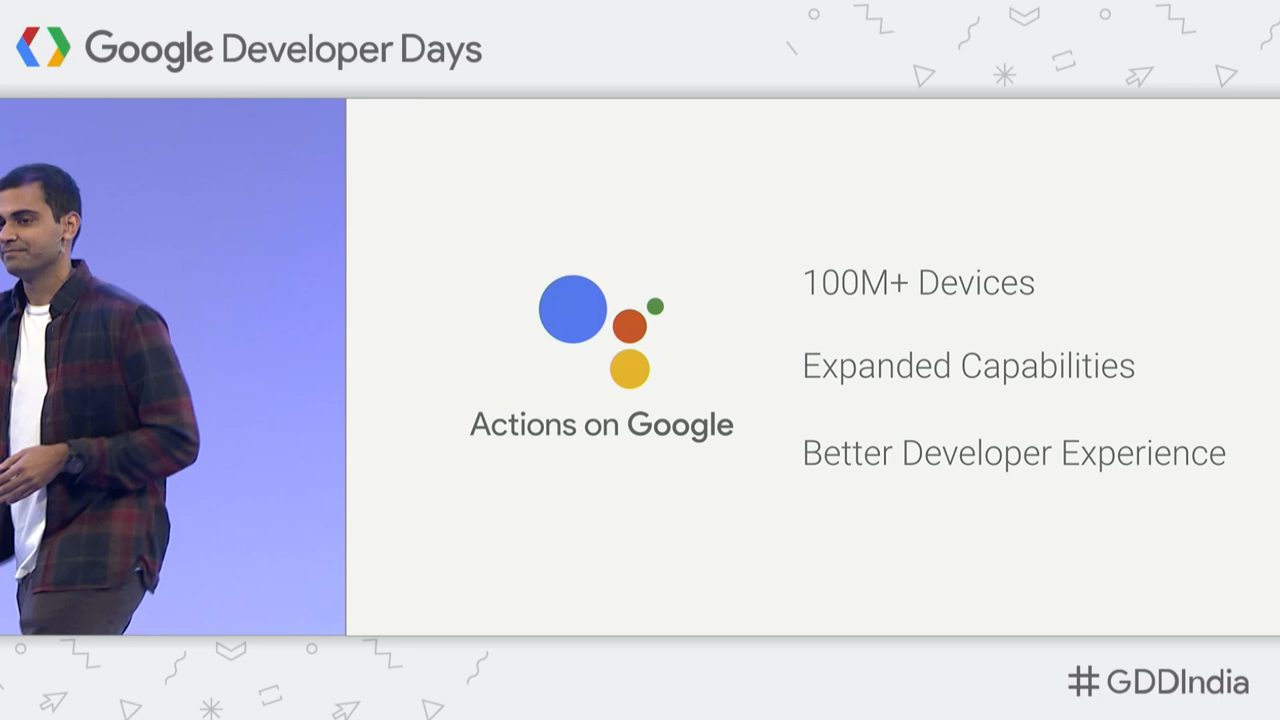 Google Developer Days
100M+ Devices
Expanded Capabilities
Actions on Google
Better Developer Experience
#GDDIndia